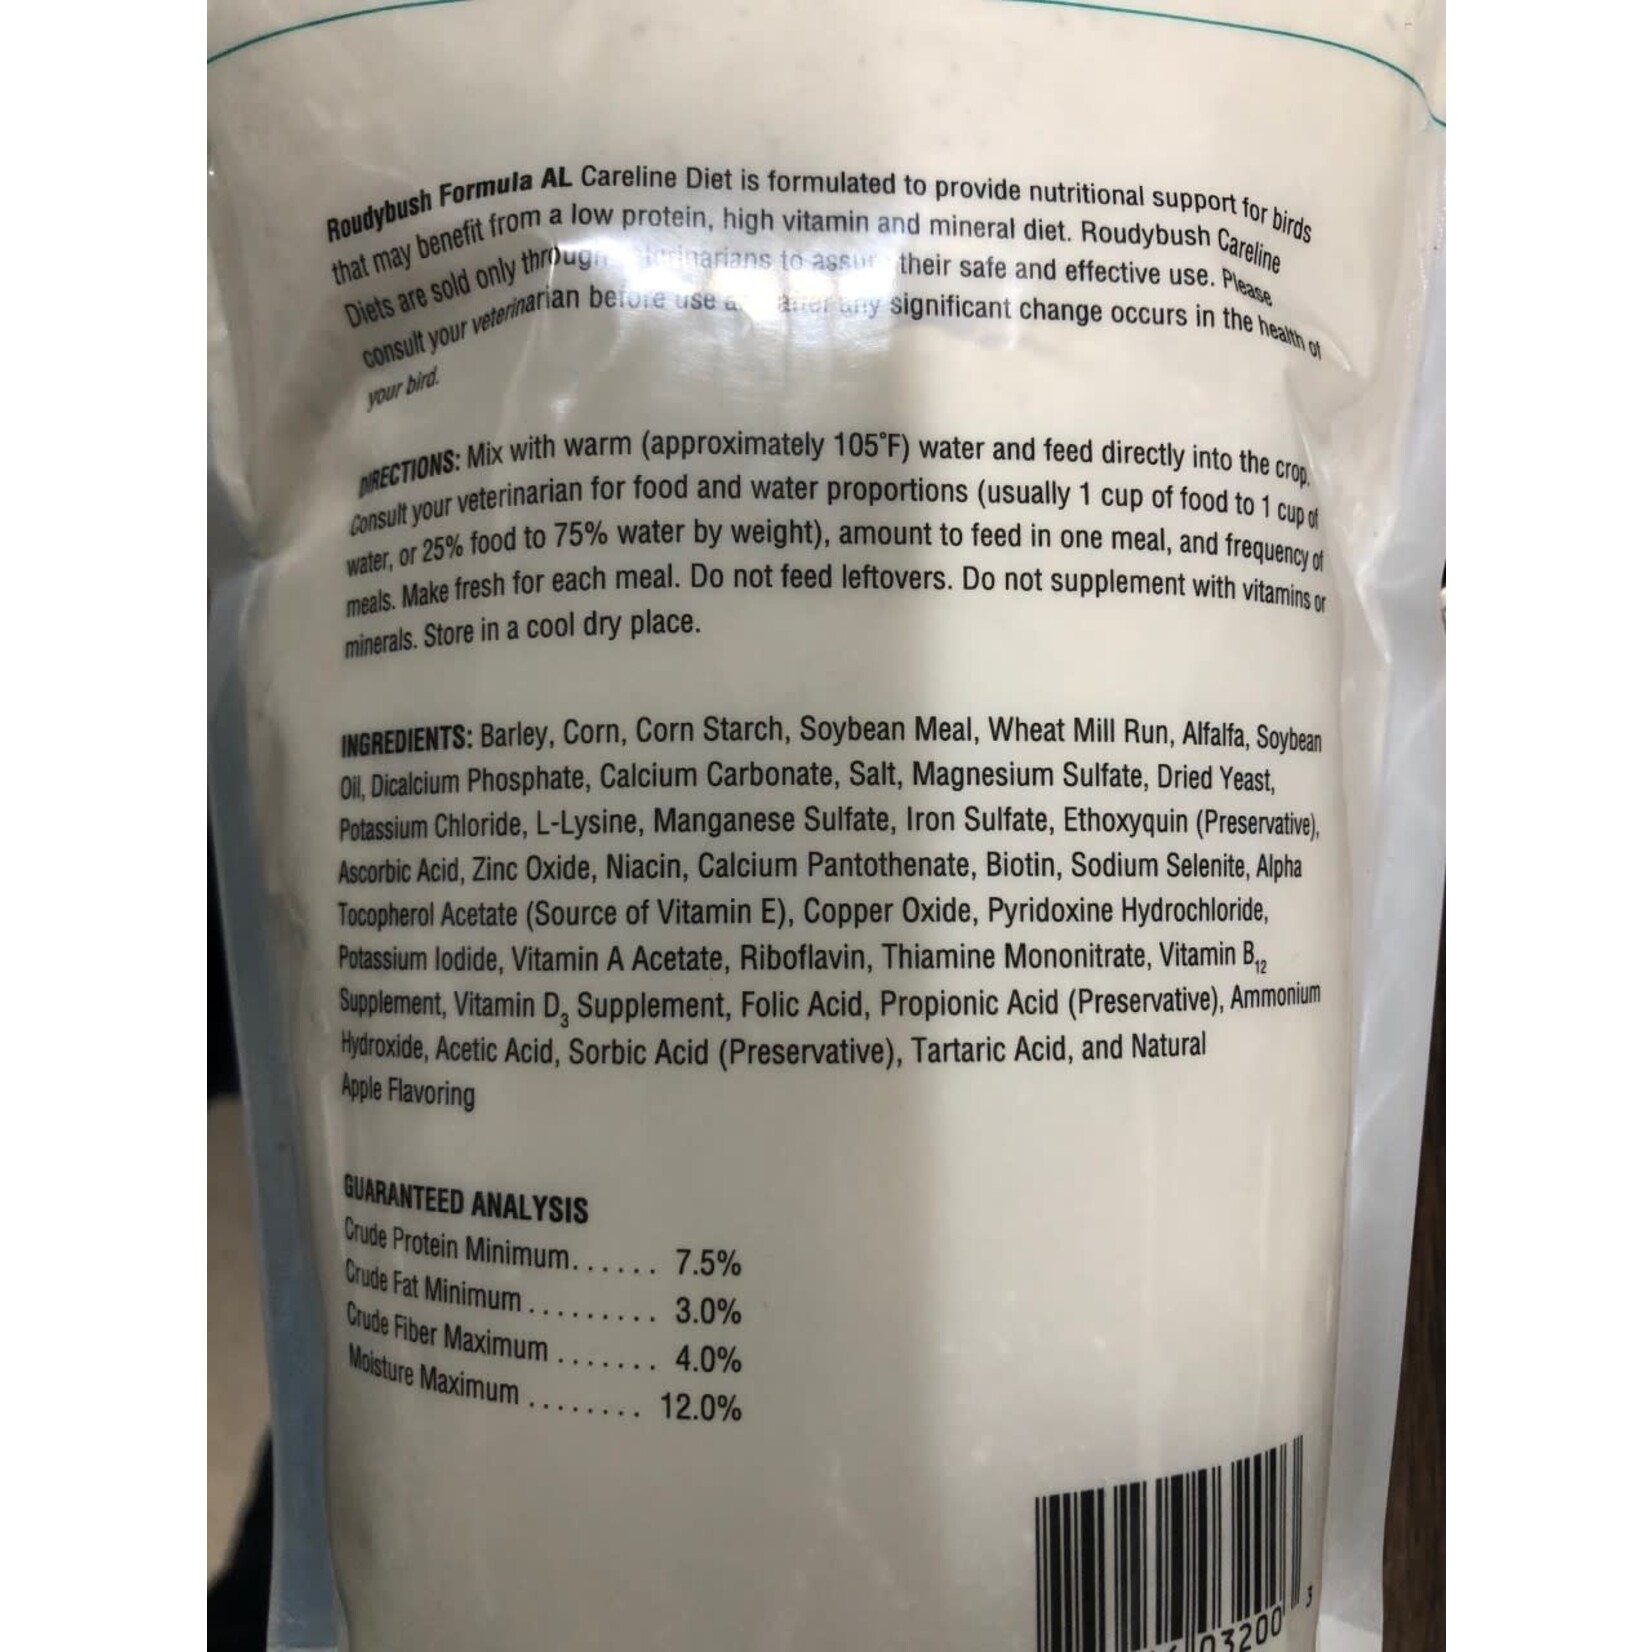 Roudybush Formula AL Careline Diet is formulated to provide nutritional support for birds
that may benefit from a low protein, high vitamin and mineral diet. Roudybush Careline
Diets are sold only through to assure their safe and effective use. Please
consult your veterinarian before use after any significant change occurs in the health of
your bird.
DIRECTIONS: Mix with warm (approximately 105°F) water and feed directly into the crop.
Consult your veterinarian for food and water proportions (usually 1 cup of food to 1 cup of
water, or 25% food to 75% water by weight), amount to feed in one meal, and frequency of
meals. Make fresh for each meal. Do not feed leftovers. Do not supplement with vitamins or
minerals. Store in a cool dry place.
INGREDIENTS: Barley, Corn, Corn Starch, Soybean Meal, Wheat Mill Run, Alfalfa, Soybean
Oil, Dicalcium Phosphate, Calcium Carbonate, Salt, Magnesium Sulfate, Dried Yeast,
Potassium Chloride, L-Lysine, Manganese Sulfate, Iron Sulfate, Ethoxyquin (Preservative),
Ascorbic Acid, Zinc Oxide, Niacin, Calcium Pantothenate, Biotin, Sodium Selenite, Alpha
Tocopherol Acetate (Source of Vitamin E), Copper Oxide, Pyridoxine Hydrochloride,
Potassium Iodide, Vitamin A Acetate, Riboflavin, Thiamine Mononitrate, Vitamin B₁₂
Supplement, Vitamin D₃ Supplement, Folic Acid, Propionic Acid (Preservative), Ammonium
Hydroxide, Acetic Acid, Sorbic Acid (Preservative), Tartaric Acid, and Natural
Apple Flavoring
GUARANTEED ANALYSIS
Crude Protein Minimum...... 7.5%
Crude Fat Minimum......... 3.0%
Crude Fiber Maximum....... 4.0%
Moisture Maximum........ 12.0%
03200 3